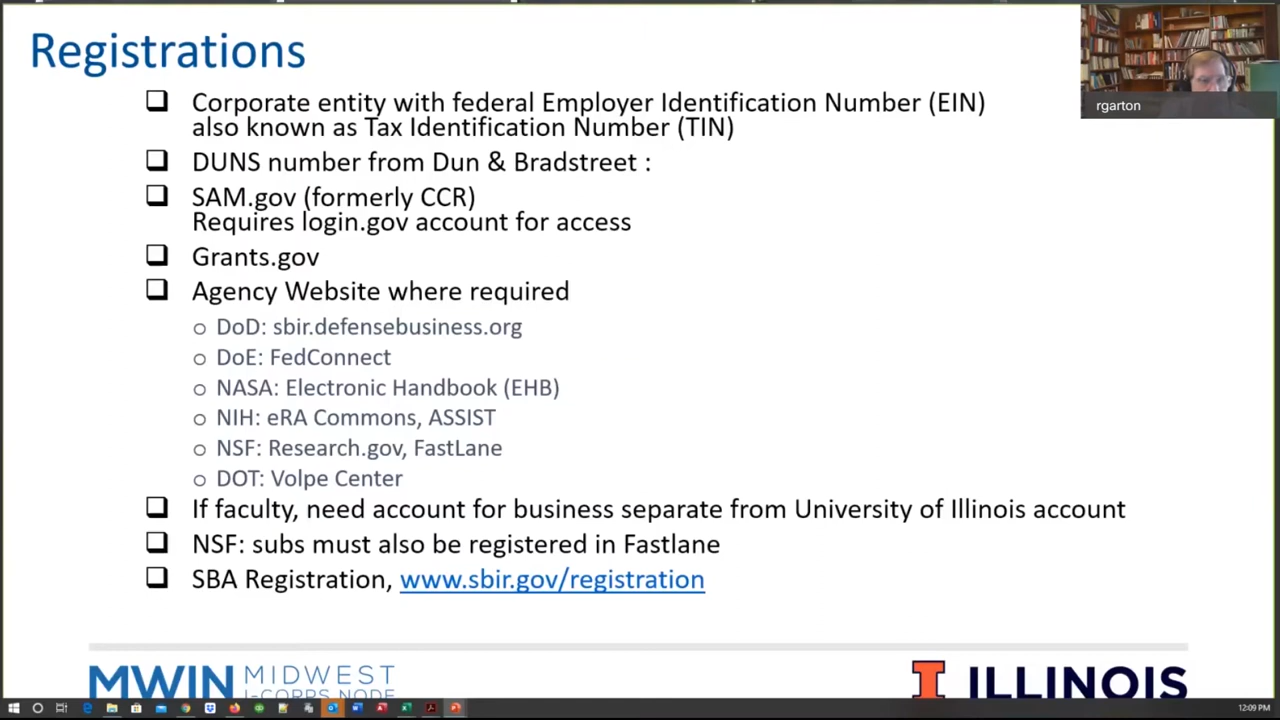 Registrations
rgarton
❑ Corporate entity with federal Employer Identification Number (EIN)
also known as Tax Identification Number (TIN)
❑ DUNS number from Dun & Bradstreet :
❑ SAM.gov (formerly CCR)
Requires login.gov account for access
❑ Grants.gov
❑ Agency Website where required
o DoD: sbir.defensebusiness.org
o DoE: FedConnect
o NASA: Electronic Handbook (EHB)
o NIH: eRA Commons, ASSIST
o NSF: Research.gov, FastLane
o DOT: Volpe Center
❑ If faculty, need account for business separate from University of Illinois account
❑ NSF: subs must also be registered in Fastlane
❑ SBA Registration, www.sbir.gov/registration
MWIN MIDWEST
I-CORPS NODE
I ILLINOIS
12:09 PM